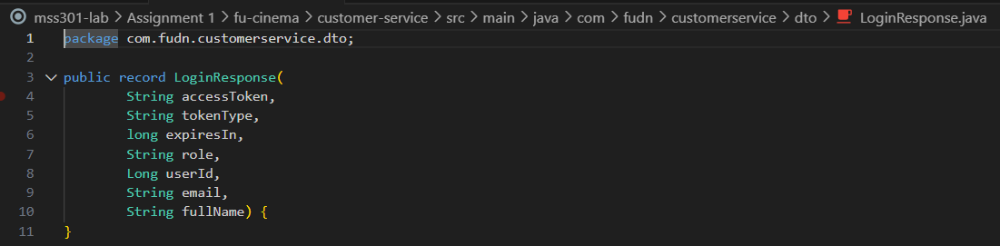 mss301-lab > Assignment 1 > fu-cinema > customer-service > src > main > java > com > fudn > customerservice > dto > LoginResponse.java
1 package com.fudn.customerservice.dto;
2
3 public record LoginResponse(
4 String accessToken,
5 String tokenType,
6 long expiresIn,
7 String role,
8 Long userId,
9 String email,
10 String fullName) {
11 }